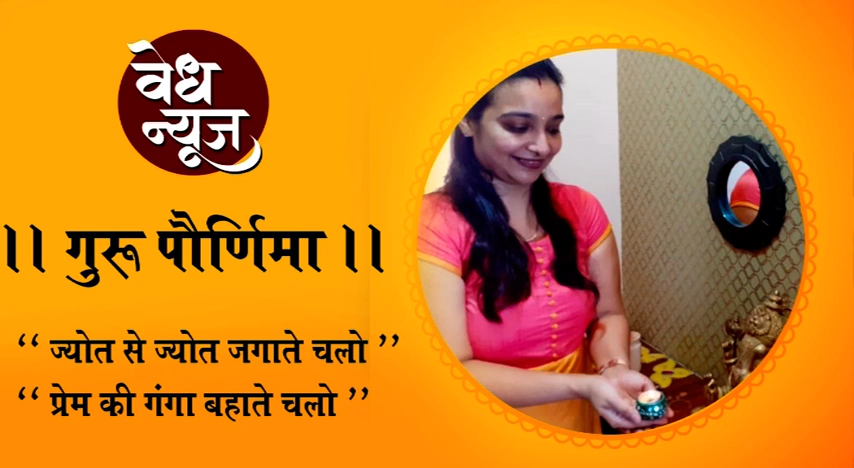 वेध
न्यूज
।। गुरू पौर्णिमा ।।
“ ज्योत से ज्योत जगाते चलो ”
“ प्रेम की गंगा बहाते चलो ”